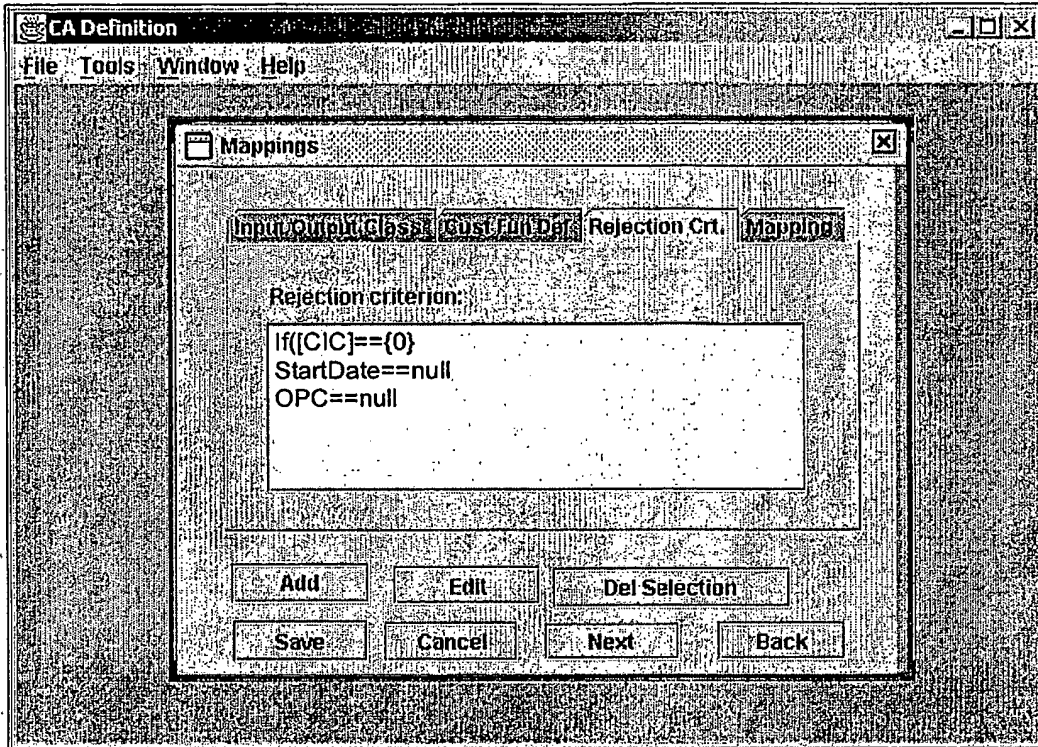 CA Definition
File Tools Window Help
Mappings
Input Output Class Cust Fun Def. Rejection Crt. Mapping
Rejection criterion:
If([CIC]=={0}
StartDate==null
OPC==null
Add Edit Del Selection
Save Cancel Next Back